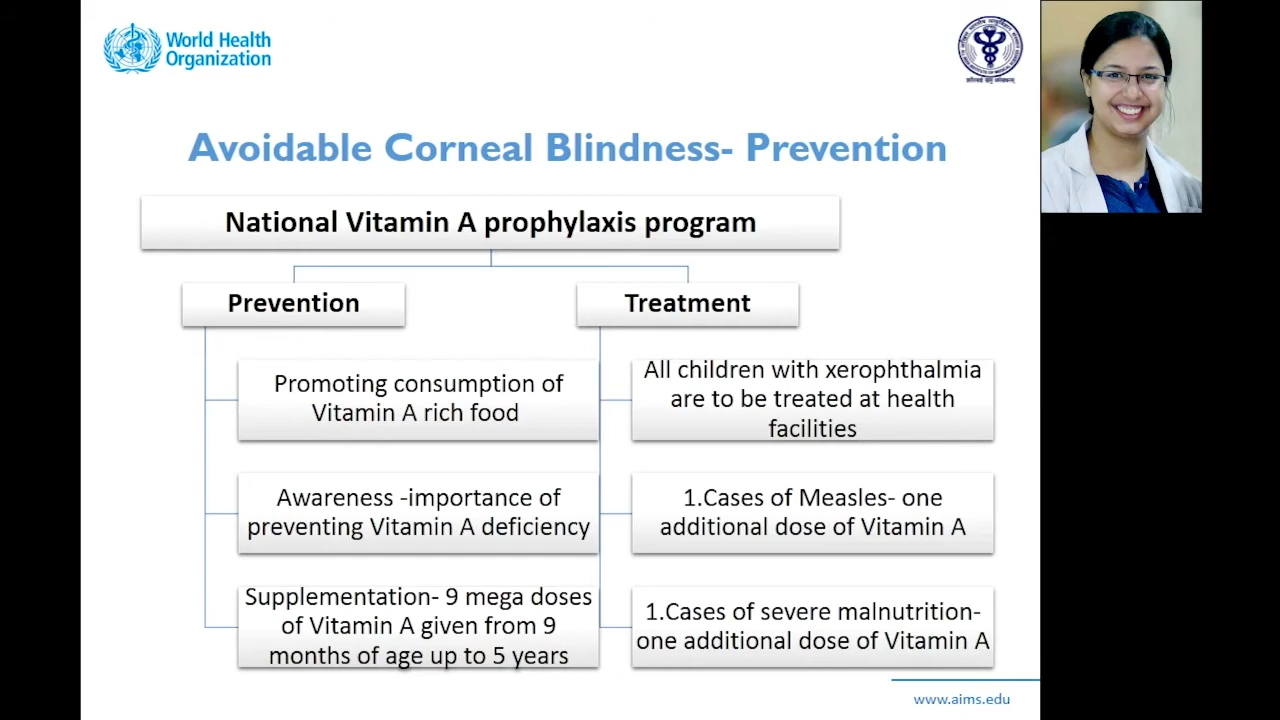 World Health
Organization
Avoidable Corneal Blindness- Prevention
National Vitamin A prophylaxis program
Prevention
Treatment
Promoting consumption of
Vitamin A rich food
All children with xerophthalmia
are to be treated at health
facilities
Awareness -importance of
preventing Vitamin A deficiency
1.Cases of Measles- one
additional dose of Vitamin A
Supplementation- 9 mega doses
of Vitamin A given from 9
months of age up to 5 years
1.Cases of severe malnutrition-
one additional dose of Vitamin A
www.aims.edu